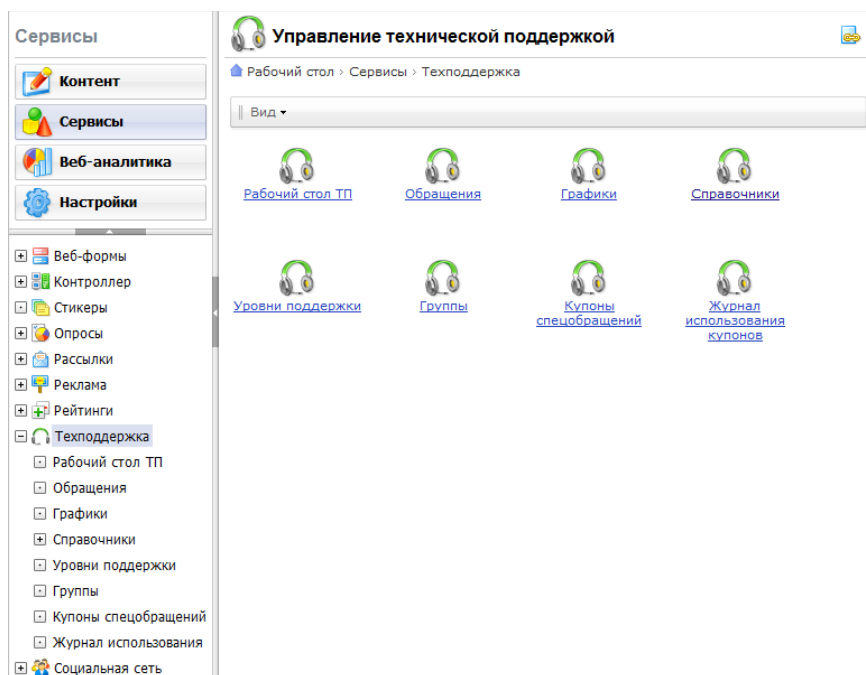 Сервисы
Контент
Сервисы
Веб-аналитика
Настройки
Веб-формы
Контроллер
Стикеры
Опросы
Рассылки
Реклама
Рейтинги
Техподдержка
Рабочий стол ТП
Обращения
Графики
Справочники
Уровни поддержки
Группы
Купоны спецобращений
Журнал использования
Социальная сеть
Управление технической поддержкой
Рабочий стол › Сервисы › Техподдержка
Вид
Рабочий стол ТП
Обращения
Графики
Справочники
Уровни поддержки
Группы
Купоны
спецобращений
Журнал
использования
купонов